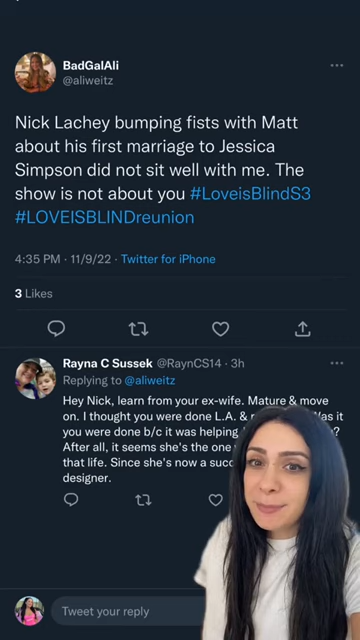 BadGalAli
@aliweitz
Nick Lachey bumping fists with Matt
about his first marriage to Jessica
Simpson did not sit well with me. The
show is not about you #LoveisBlindS3
#LOVEISBLINDreunion
4:35 PM · 11/9/22 · Twitter for iPhone
3 Likes
Rayna C Sussek @RaynCS14 · 3h
Replying to @aliweitz
Hey Nick, learn from your ex-wife. Mature & move
on. I thought you were done L.A. &
you were done b/c it was helping
After all, it seems she's the one
that life. Since she's now a
designer.
Tweet your reply